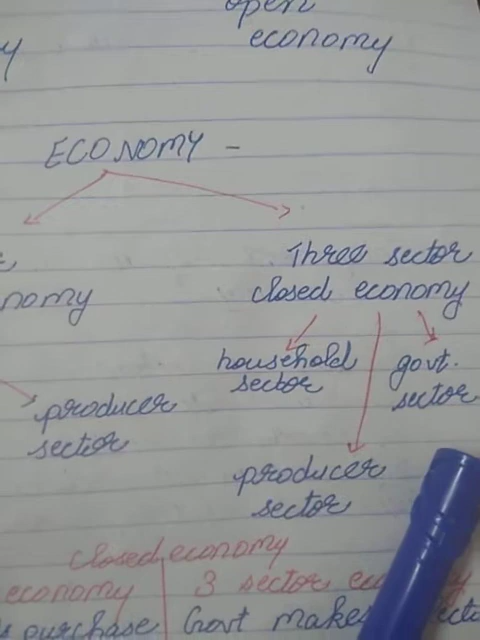 open
economy
ECONOMY -
Three sector
closed economy
household
sector
govt.
sector
producer
sector
producer
sector
closed economy
economy
3 sector
purchase
Govt makes